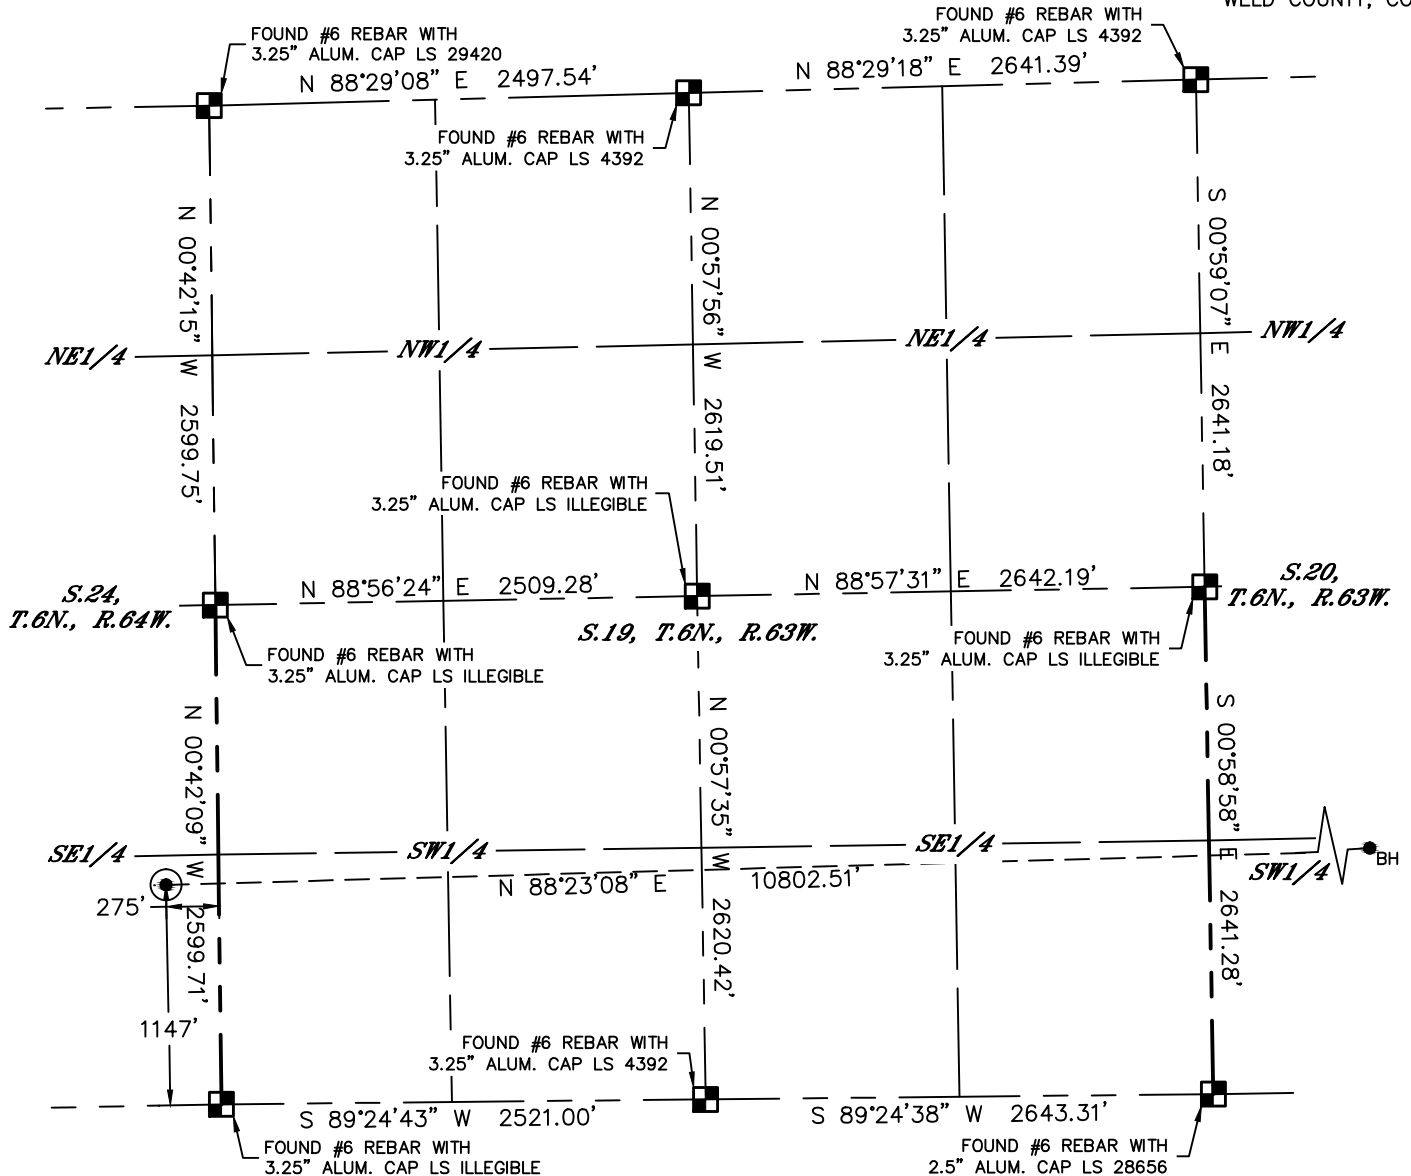 WELD COUNTY, CO
FOUND #6 REBAR WITH
3.25" ALUM. CAP LS 4392
FOUND #6 REBAR WITH
3.25" ALUM. CAP LS 29420
N 88°29'08" E 2497.54'
N 88°29'18" E 2641.39'
FOUND #6 REBAR WITH
3.25" ALUM. CAP LS 4392
N 00°42'15" W 2599.75'
N 00°57'56" W 2619.51'
S 00°59'07" E 2641.18'
NE1/4
NW1/4
NE1/4
NW1/4
FOUND #6 REBAR WITH
3.25" ALUM. CAP LS ILLEGIBLE
N 88°56'24" E 2509.28'
N 88°57'31" E 2642.19'
S.24,
T.6N., R.64W.
S.20,
T.6N., R.63W.
S.19, T.6N., R.63W.
FOUND #6 REBAR WITH
3.25" ALUM. CAP LS ILLEGIBLE
FOUND #6 REBAR WITH
3.25" ALUM. CAP LS ILLEGIBLE
N 00°42'09" W 2599.71'
N 00°57'35" W 2620.42'
S 00°58'58" E 2641.28'
SE1/4
SW1/4
SE1/4
SW1/4
BH
N 88°23'08" E 10802.51'
275'
1147'
FOUND #6 REBAR WITH
3.25" ALUM. CAP LS 4392
S 89°24'43" W 2521.00'
S 89°24'38" W 2643.31'
FOUND #6 REBAR WITH
3.25" ALUM. CAP LS ILLEGIBLE
FOUND #6 REBAR WITH
2.5" ALUM. CAP LS 28656